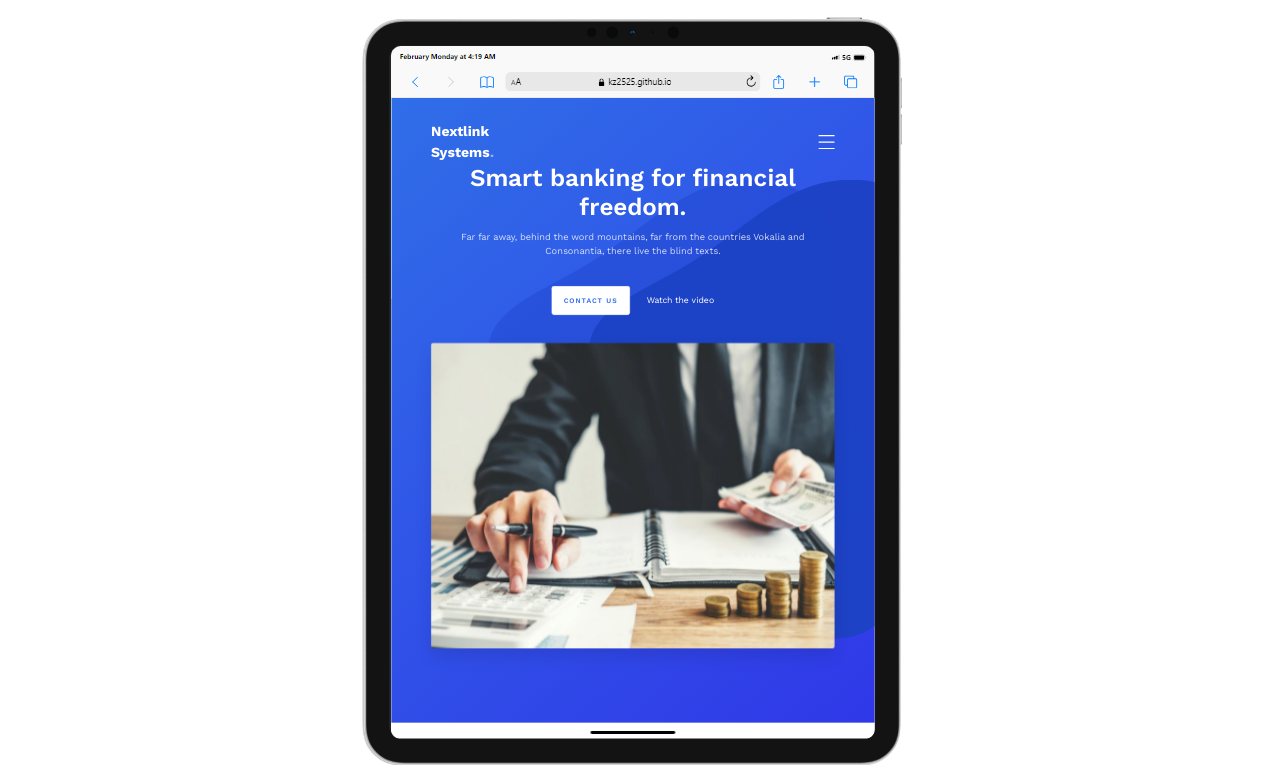 February Monday at 4:19 AM
5G
AA
kz2525.github.io
Nextlink
Systems.
Smart banking for financial
freedom.
Far far away, behind the word mountains, far from the countries Vokalia and
Consonantia, there live the blind texts.
CONTACT US
Watch the video